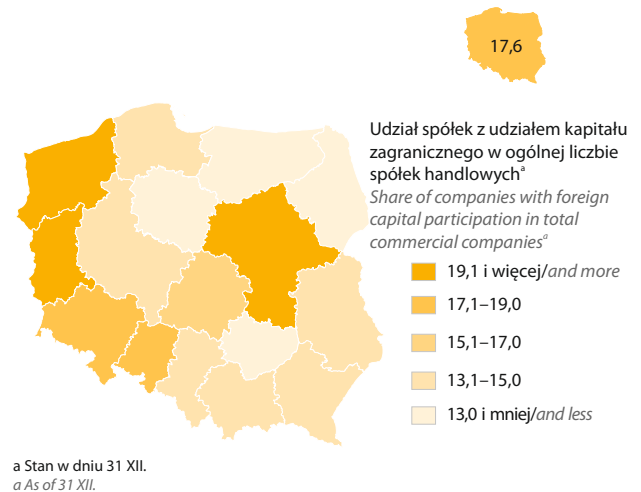 17,6
Udział spółek z udziałem kapitału
zagranicznego w ogólnej liczbie
spółek handlowychᵃ
Share of companies with foreign
capital participation in total
commercial companiesᵃ
19,1 i więcej/and more
17,1–19,0
15,1–17,0
13,1–15,0
13,0 i mniej/and less
a Stan w dniu 31 XII.
a As of 31 XII.